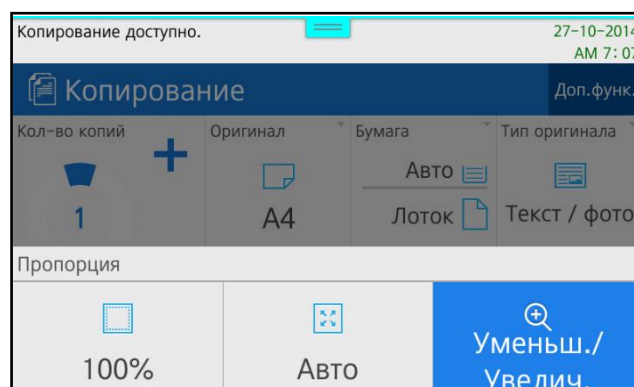 Копирование доступно.
27-10-2014
AM 7:07
Копирование
Доп.функ.
Кол-во копий
Оригинал
Бумага
Тип оригинала
1
A4
Авто
Лоток
Текст / фото
Пропорция
100%
Авто
Уменьш./
Увелич.